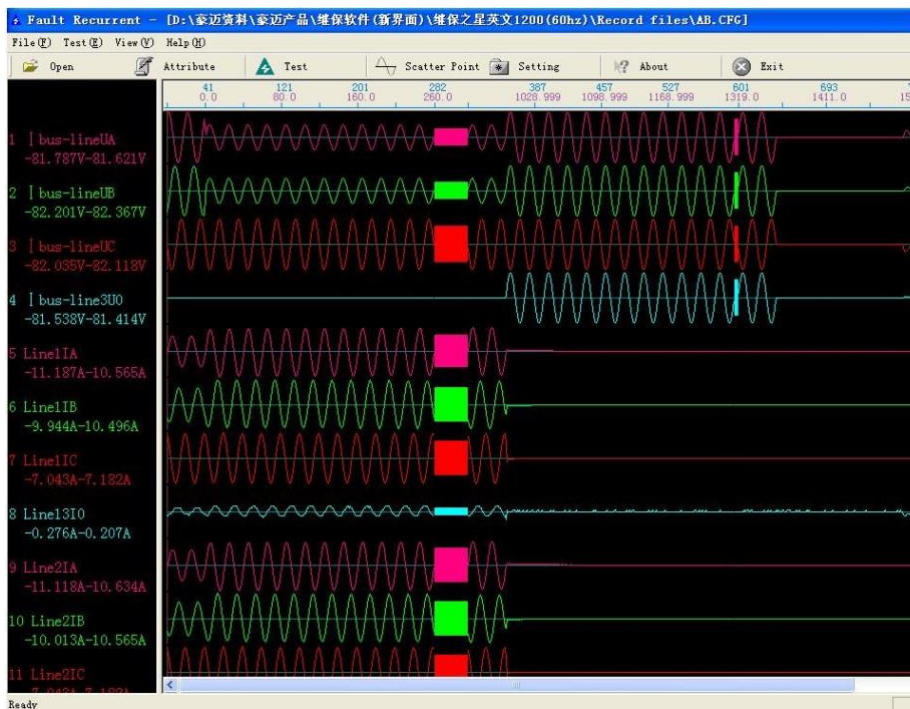 Fault Recurrent - [D:\豪迈资料\豪迈产品\维保软件(新界面)\维保之星英文1200(60hz)\Record files\AB.CFG]
File(F) Test(E) View(V) Help(H)
Open Attribute Test Scatter Point Setting About Exit
41 121 201 282 387 457 527 601 693
0.0 80.0 160.0 260.0 1028.999 1098.999 1168.999 1319.0 1411.0 15
1 | bus-lineUA
-81.787V-81.621V
2 | bus-lineUB
-82.201V-82.367V
3 | bus-lineUC
-82.035V-82.118V
4 | bus-line3U0
-81.538V-81.414V
5 Line1IA
-11.187A-10.565A
6 Line1IB
-9.944A-10.496A
7 Line1IC
-7.043A-7.182A
8 Line13I0
-0.276A-0.207A
9 Line2IA
-11.118A-10.634A
10 Line2IB
-10.013A-10.565A
11 Line2IC
Ready